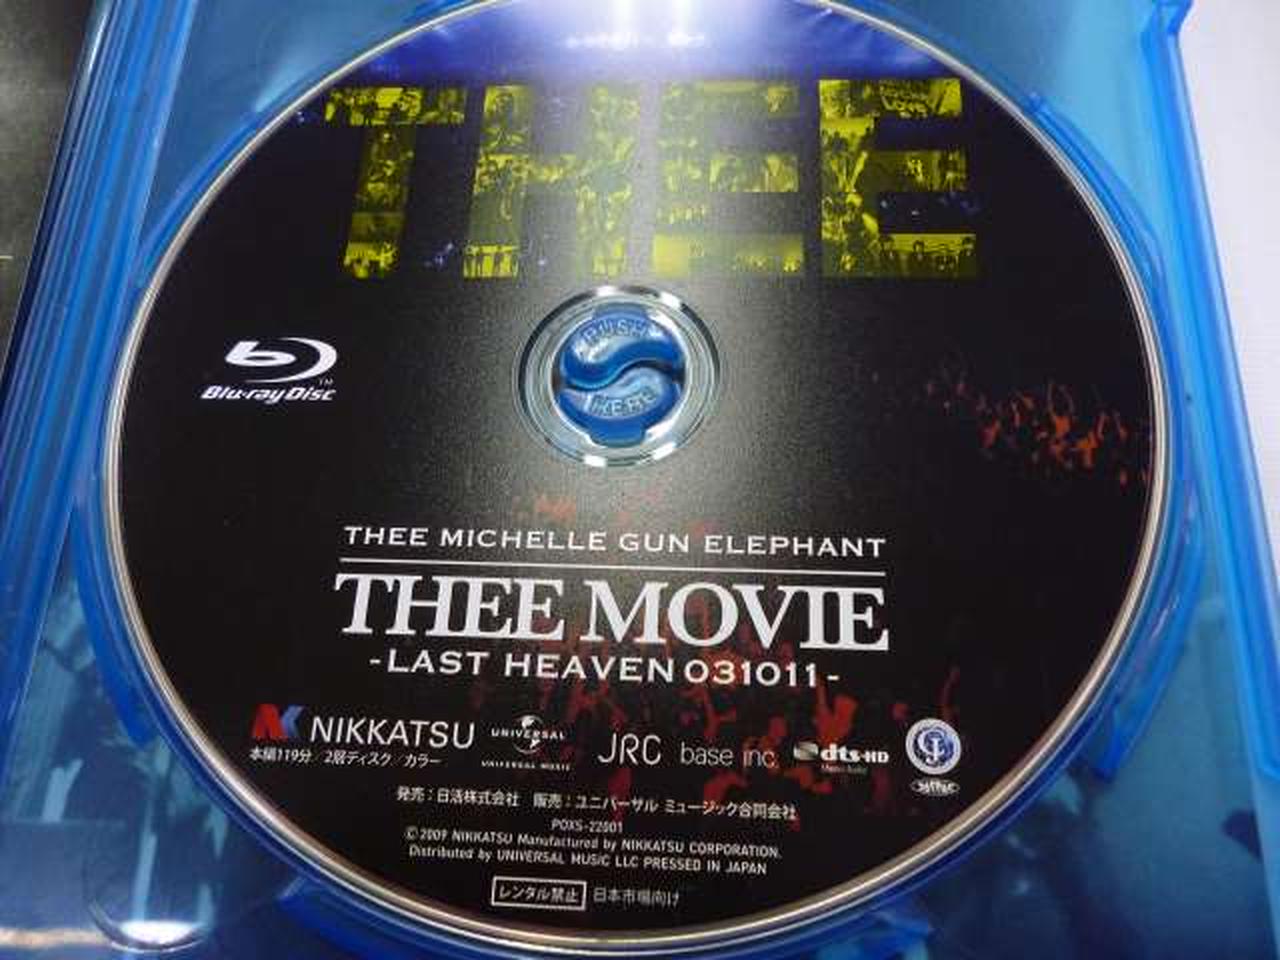 THEE
PUSH
HERE
Blu-ray Disc
TM
THEE MICHELLE GUN ELEPHANT
THEE MOVIE
-LAST HEAVEN 031011-
NIKKATSU
UNIVERSAL
UNIVERSAL MUSIC
JRC
base inc.
dts-HD
本編119分/2層ディスク/カラー
発売:日活株式会社 販売:ユニバーサル ミュージック合同会社
POXS-22001
©2009 NIKKATSU Manufactured by NIKKATSU CORPORATION.
Distributed by UNIVERSAL MUSIC LLC PRESSED IN JAPAN
レンタル禁止 日本市場向け